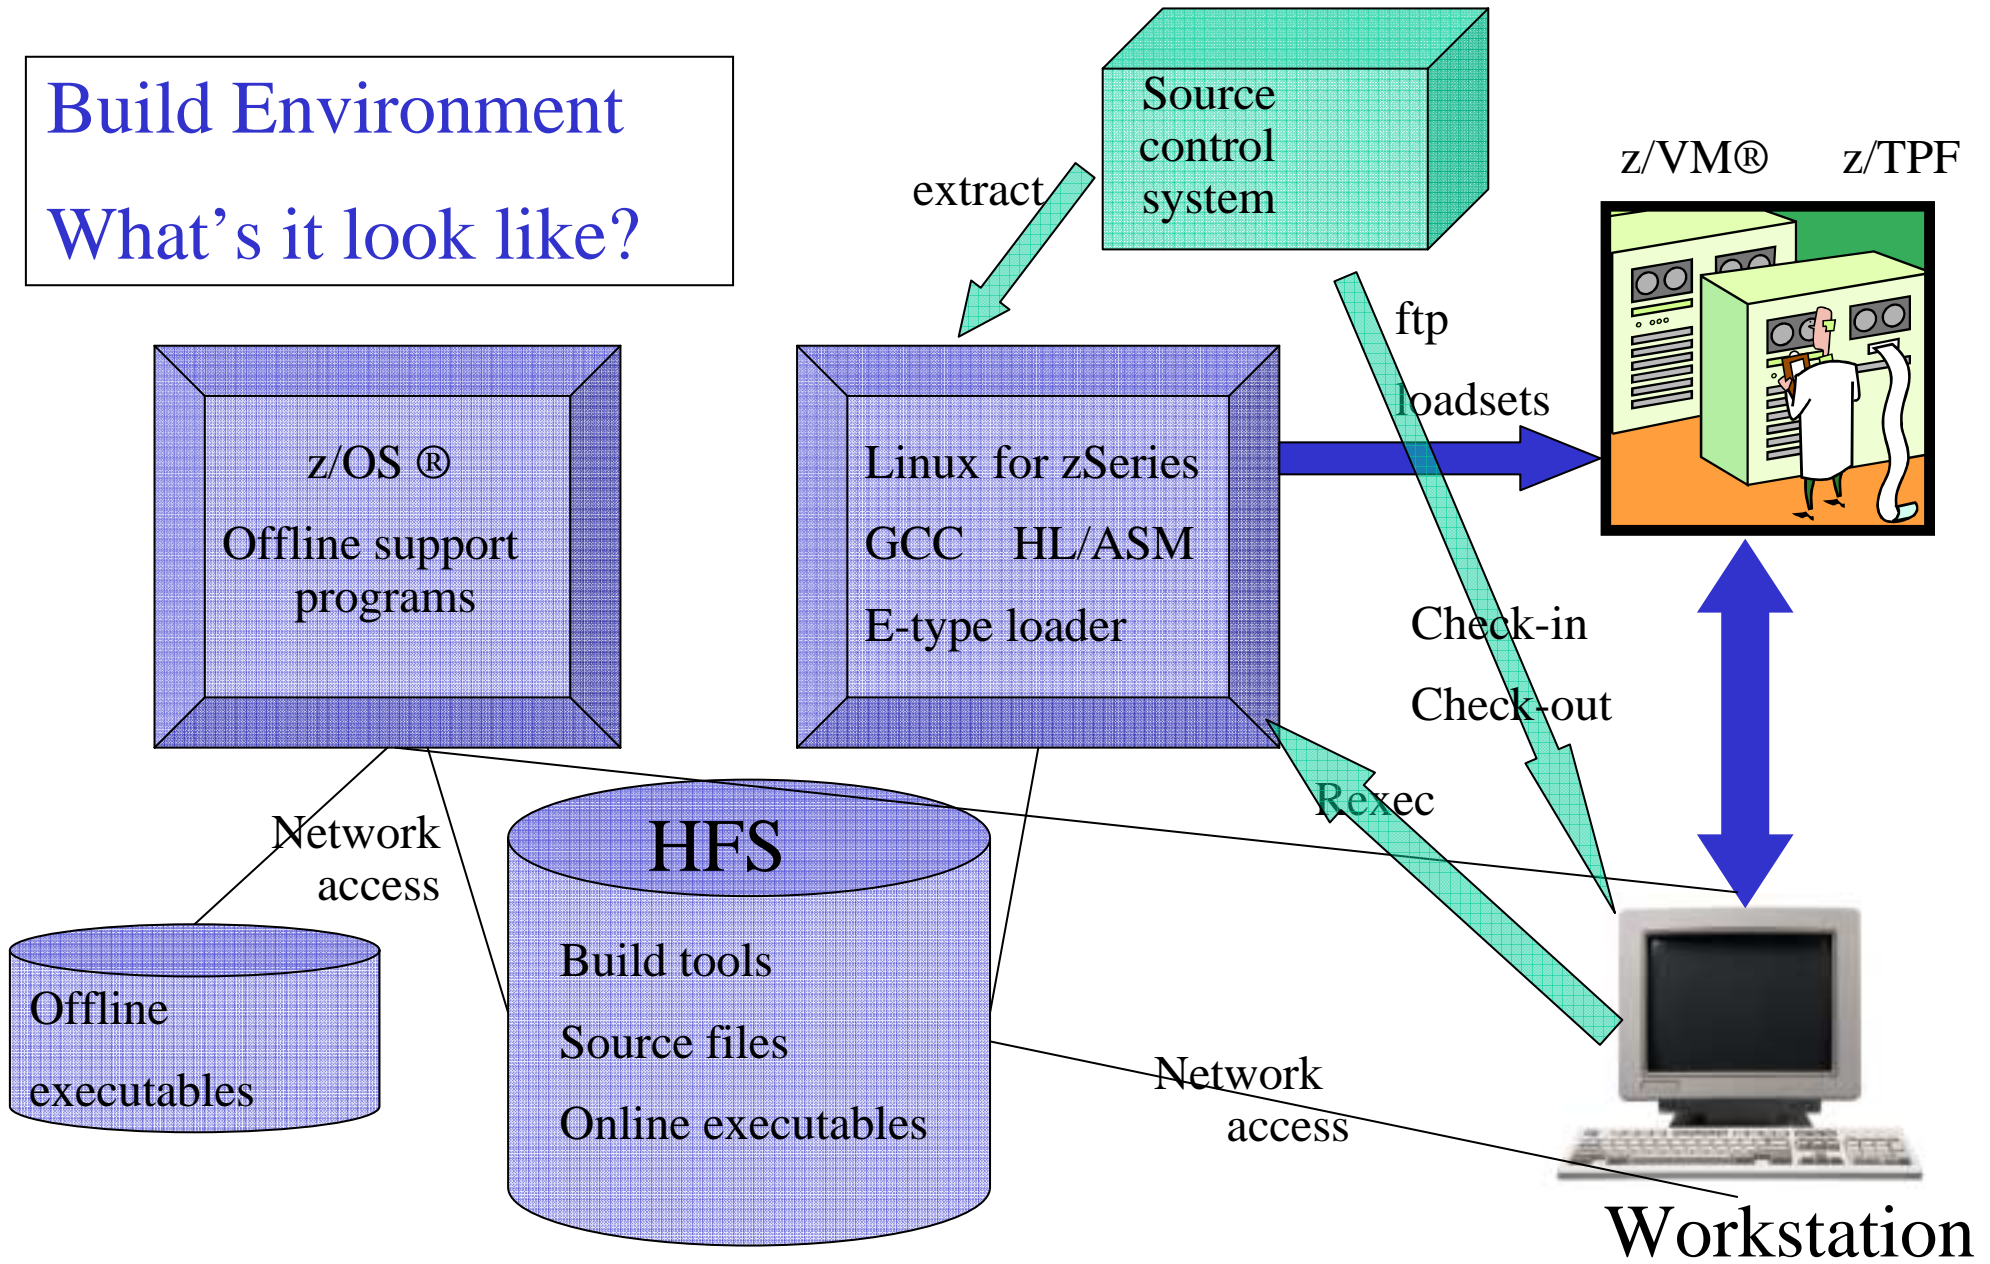 Build Environment
What's it look like?
Source
control
system
extract
z/VM® z/TPF
ftp
loadsets
z/OS ®
Offline support
programs
Linux for zSeries
GCC HL/ASM
E-type loader
Check-in
Check-out
Rexec
Network
access
HFS
Build tools
Source files
Online executables
Offline
executables
Network
access
Workstation